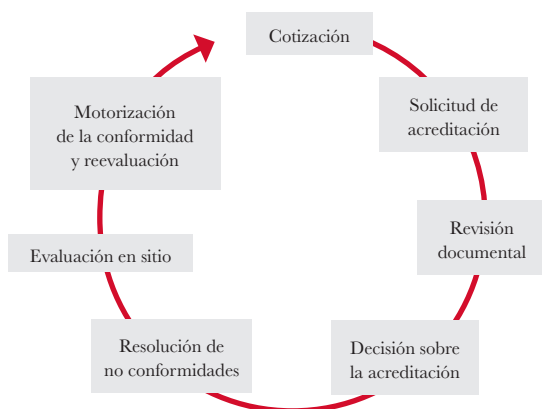 Cotización
Solicitud de
acreditación
Revisión
documental
Decisión sobre
la acreditación
Resolución de
no conformidades
Evaluación en sitio
Motorización
de la conformidad
y reevaluación